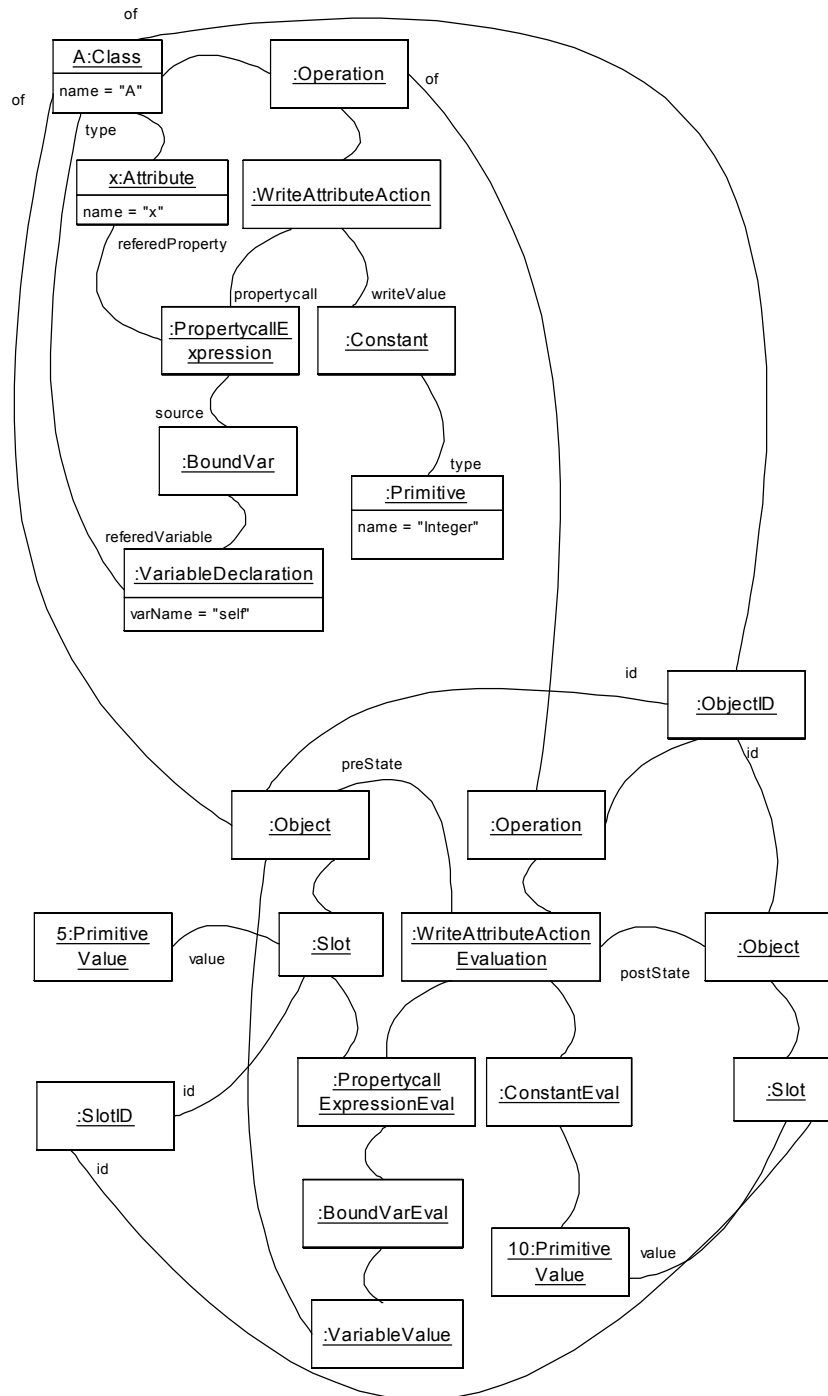 of
A:Class
name = "A"
:Operation
of
of
type
x:Attribute
name = "x"
:WriteAttributeAction
referedProperty
propertycall
writeValue
:PropertycallE
xpression
:Constant
source
:BoundVar
type
:Primitive
name = "Integer"
referedVariable
:VariableDeclaration
varName = "self"
id
:ObjectID
id
preState
:Object
:Operation
5:Primitive
Value
value
:Slot
:WriteAttributeAction
Evaluation
postState
:Object
:SlotID
id
id
:Propertycall
ExpressionEval
:ConstantEval
:Slot
:BoundVarEval
10:Primitive
Value
value
:VariableValue